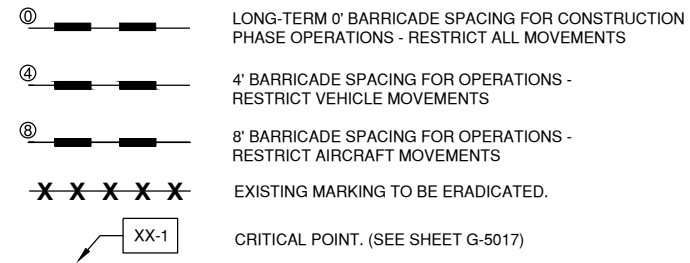 0 LONG-TERM 0' BARRICADE SPACING FOR CONSTRUCTION
PHASE OPERATIONS - RESTRICT ALL MOVEMENTS
4 4' BARRICADE SPACING FOR OPERATIONS -
RESTRICT VEHICLE MOVEMENTS
8 8' BARRICADE SPACING FOR OPERATIONS -
RESTRICT AIRCRAFT MOVEMENTS
X X X X X EXISTING MARKING TO BE ERADICATED.
XX-1 CRITICAL POINT. (SEE SHEET G-5017)